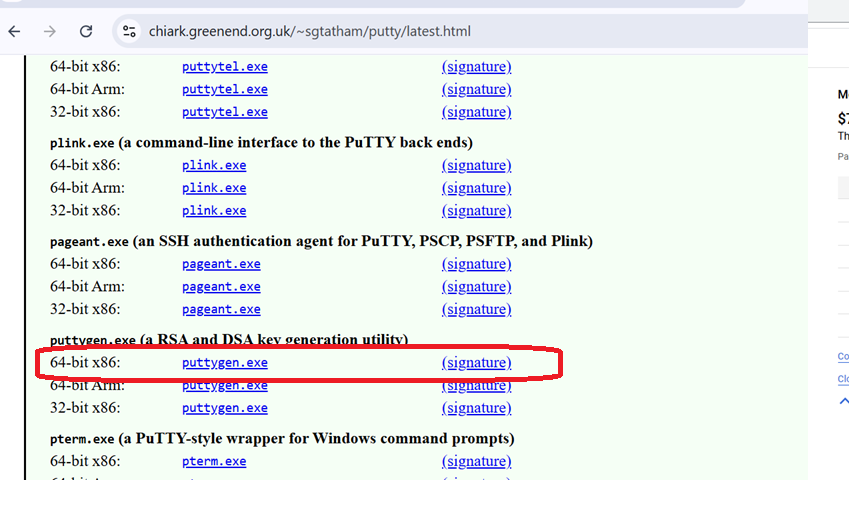 chiark.greenend.org.uk/~sgtatham/putty/latest.html
64-bit x86: puttytel.exe (signature)
64-bit Arm: puttytel.exe (signature)
32-bit x86: puttytel.exe (signature)
plink.exe (a command-line interface to the PuTTY back ends)
64-bit x86: plink.exe (signature)
64-bit Arm: plink.exe (signature)
32-bit x86: plink.exe (signature)
pageant.exe (an SSH authentication agent for PuTTY, PSCP, PSFTP, and Plink)
64-bit x86: pageant.exe (signature)
64-bit Arm: pageant.exe (signature)
32-bit x86: pageant.exe (signature)
puttygen.exe (a RSA and DSA key generation utility)
64-bit x86: puttygen.exe (signature)
64-bit Arm: puttygen.exe (signature)
32-bit x86: puttygen.exe (signature)
pterm.exe (a PuTTY-style wrapper for Windows command prompts)
64-bit x86: pterm.exe (signature)